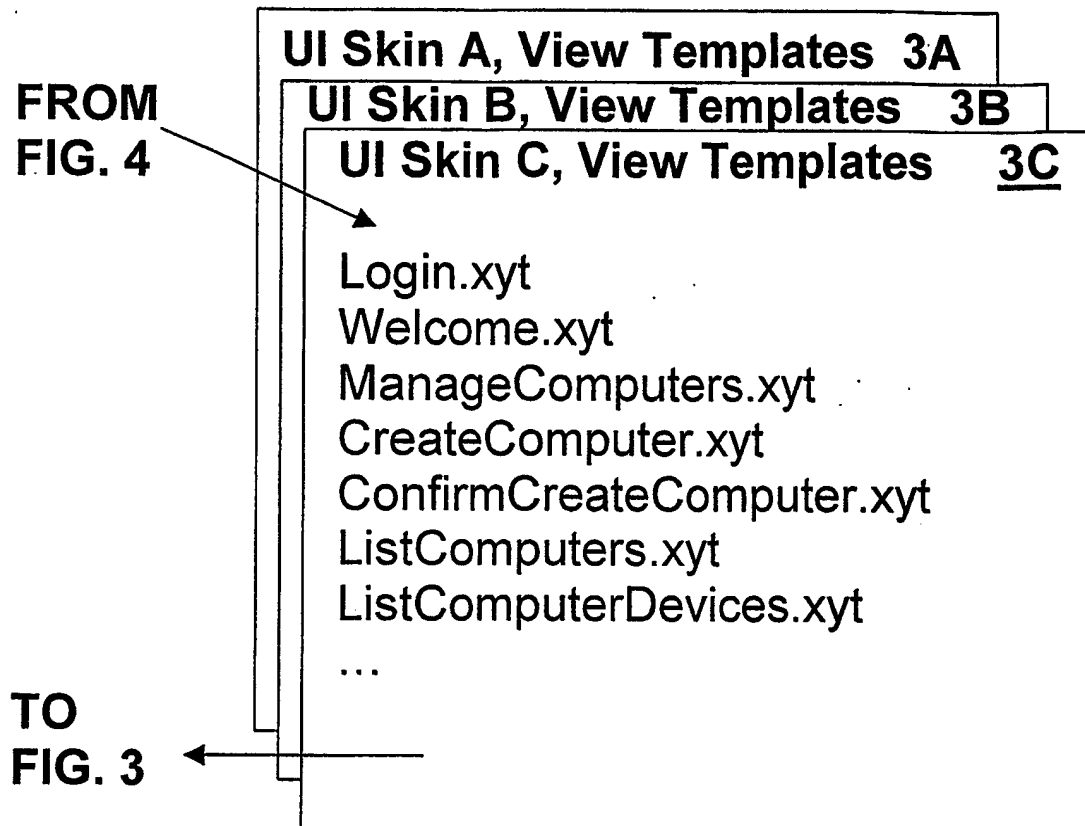 UI Skin A, View Templates 3A
UI Skin B, View Templates 3B
UI Skin C, View Templates 3C
FROM
FIG. 4
Login.xyt
Welcome.xyt
ManageComputers.xyt
CreateComputer.xyt
ConfirmCreateComputer.xyt
ListComputers.xyt
ListComputerDevices.xyt
...
TO
FIG. 3